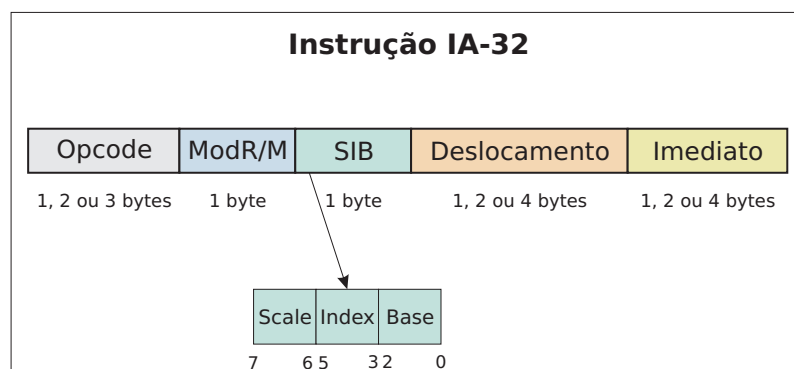 Instrução IA-32
Opcode ModR/M SIB Deslocamento Imediato
1, 2 ou 3 bytes 1 byte 1 byte 1, 2 ou 4 bytes 1, 2 ou 4 bytes
Scale Index Base
7 6 5 3 2 0